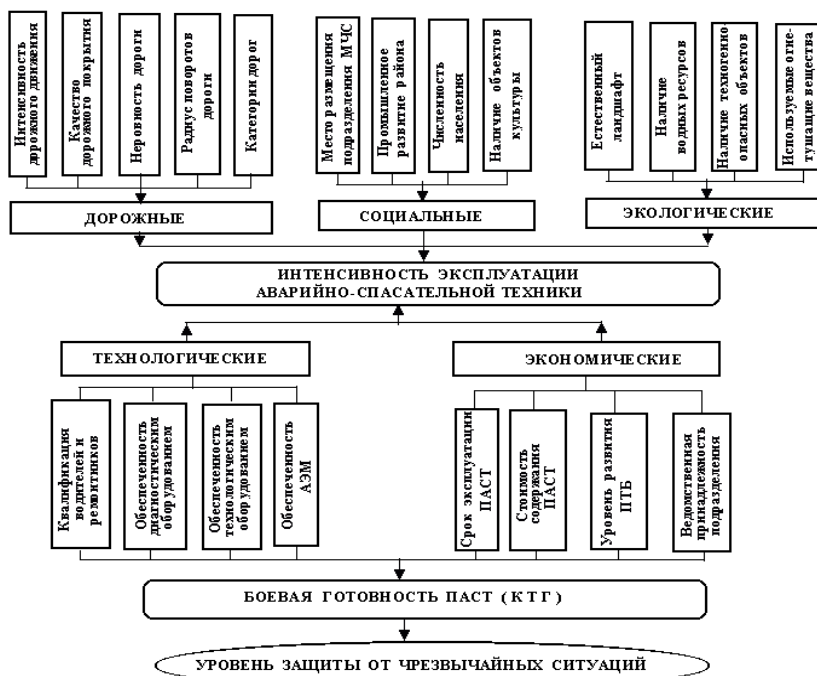 Интенсивность
дорожного движения
Качество
дорожного покрытия
Неровность дороги
Радиус поворотов
дороги
Категории дорог
Место размещения
подразделения МЧС
Промышленное
развитие района
Численность
населения
Наличие объектов
культуры
Естественный
ландшафт
Наличие
водных ресурсов
Наличие техногенно-
опасных объектов
Используемые огне-
тушащие вещества
ДОРОЖНЫЕ
СОЦИАЛЬНЫЕ
ЭКОЛОГИЧЕСКИЕ
ИНТЕНСИВНОСТЬ ЭКСПЛУАТАЦИИ
АВАРИЙНО-СПАСАТЕЛЬНОЙ ТЕХНИКИ
ТЕХНОЛОГИЧЕСКИЕ
ЭКОНОМИЧЕСКИЕ
Квалификация
водителей и
ремонтников
Обеспеченность
диагностическим
оборудованием
Обеспеченность
технологическим
оборудованием
Обеспеченность
АЭМ
Срок эксплуатации
ПАСТ
Стоимость
содержания
ПАСТ
Уровень развития
ПТБ
Ведомственная
принадлежность
подразделения
БОЕВАЯ ГОТОВНОСТЬ ПАСТ (КТГ)
УРОВЕНЬ ЗАЩИТЫ ОТ ЧРЕЗВЫЧАЙНЫХ СИТУАЦИЙ